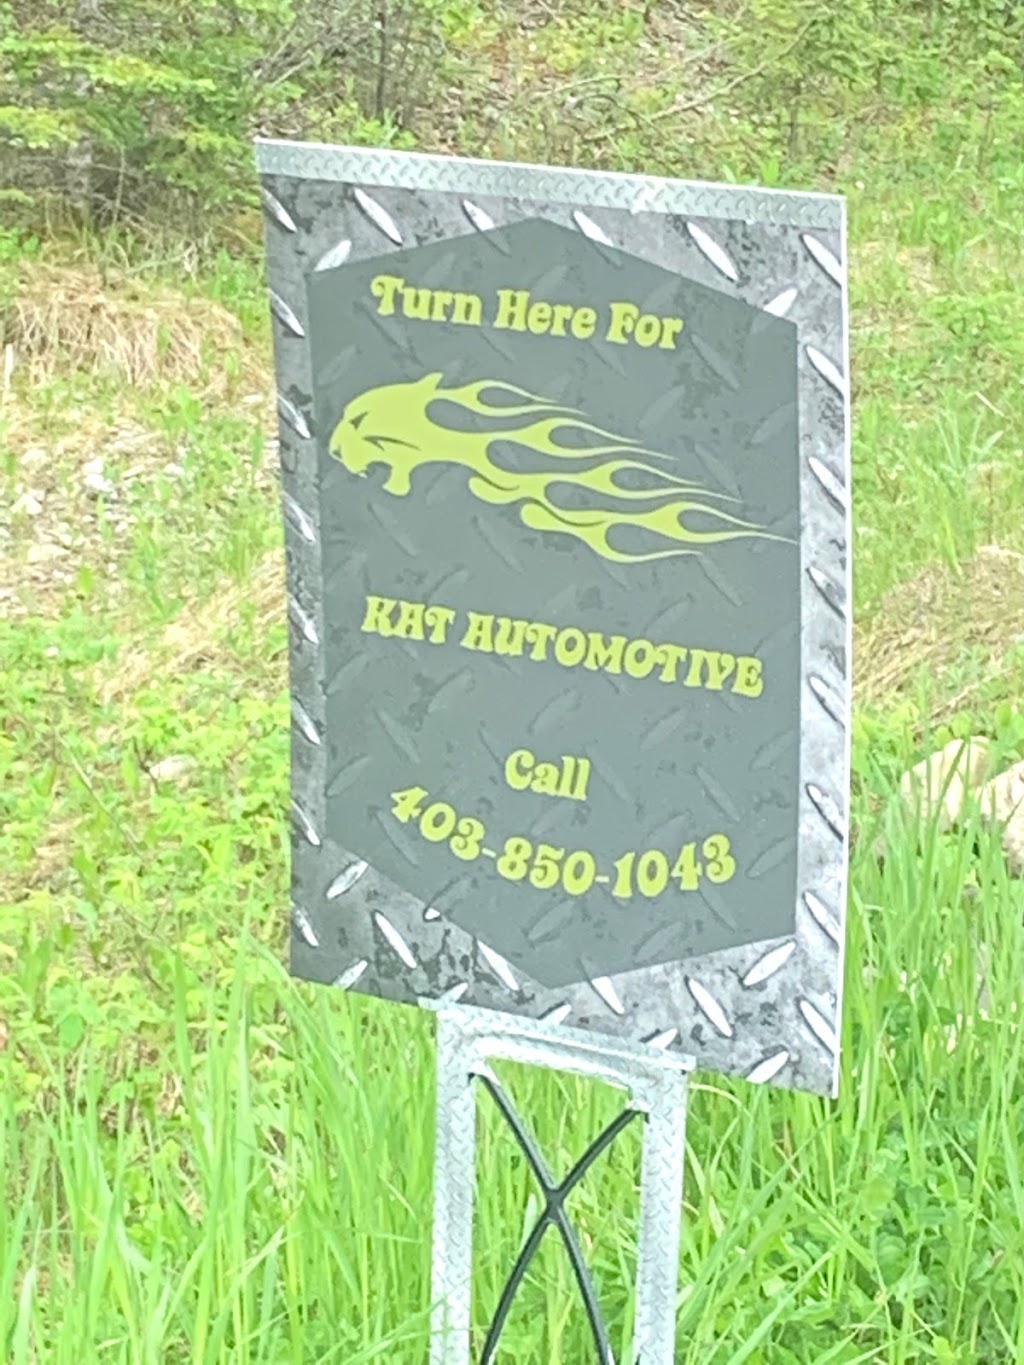 Turn Here For
KAT AUTOMOTIVE
Call
403-850-1043